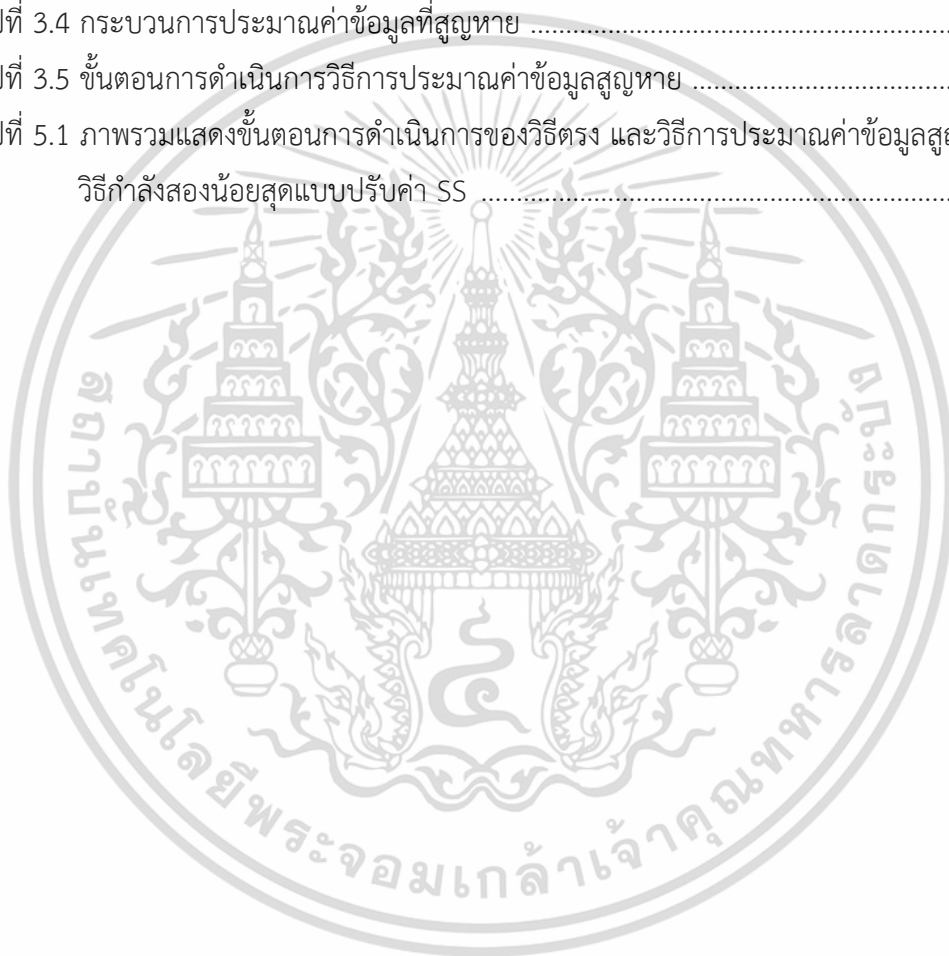 ปที่ 3.4 กระบวนการประมาณค่าข้อมูลที่สูญหาย ............................................................
ปที่ 3.5 ขั้นตอนการดำเนินการวิธีการประมาณค่าข้อมูลสูญหาย .....................................
ปที่ 5.1 ภาพรวมแสดงขั้นตอนการดำเนินการของวิธีตรง และวิธีการประมาณค่าข้อมูลสูญ
วิธีกำลังสองน้อยสุดแบบปรับค่า SS ...................................................................
สถาบันเทคโนโลยีพระจอมเกล้าเจ้าคุณทหารลาดกระบัง